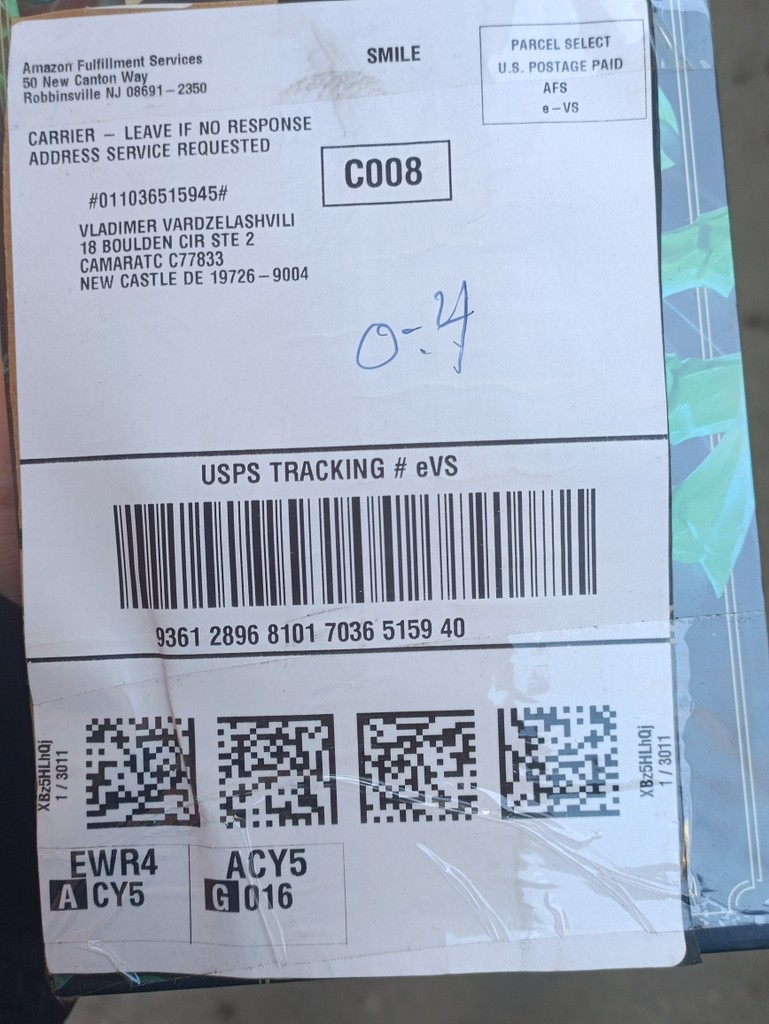 Amazon Fulfillment Services
50 New Canton Way
Robbinsville NJ 08691-2350
SMILE
PARCEL SELECT
U.S. POSTAGE PAID
AFS
e-VS
CARRIER - LEAVE IF NO RESPONSE
ADDRESS SERVICE REQUESTED
C008
#011036515945#
VLADIMER VARDZELASHVILI
18 BOULDEN CIR STE 2
CAMARATC C77833
NEW CASTLE DE 19726-9004
USPS TRACKING # eVS
9361 2896 8101 7036 5159 40
XBz5HLhQj
1 / 3011
XBz5HLhQj
1 / 3011
EWR4
A CY5
ACY5
G 016